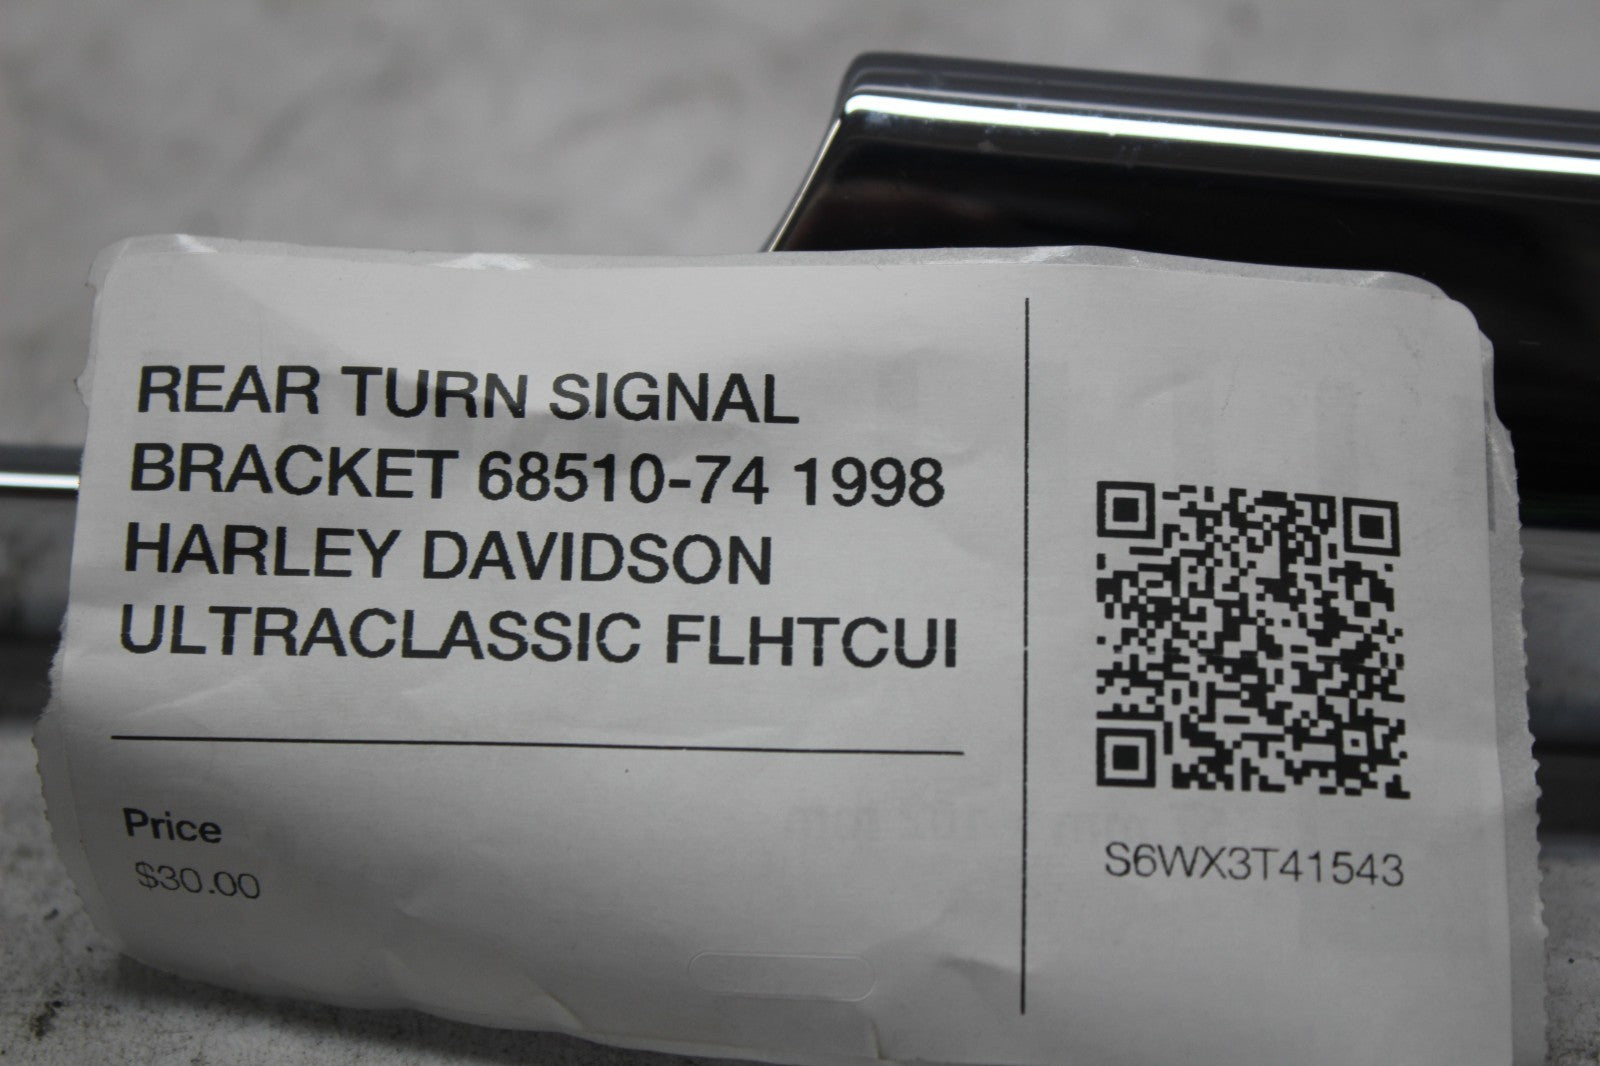 REAR TURN SIGNAL
BRACKET 68510-74 1998
HARLEY DAVIDSON
ULTRACLASSIC FLHTCUI
Price
$30.00
S6WX3T41543